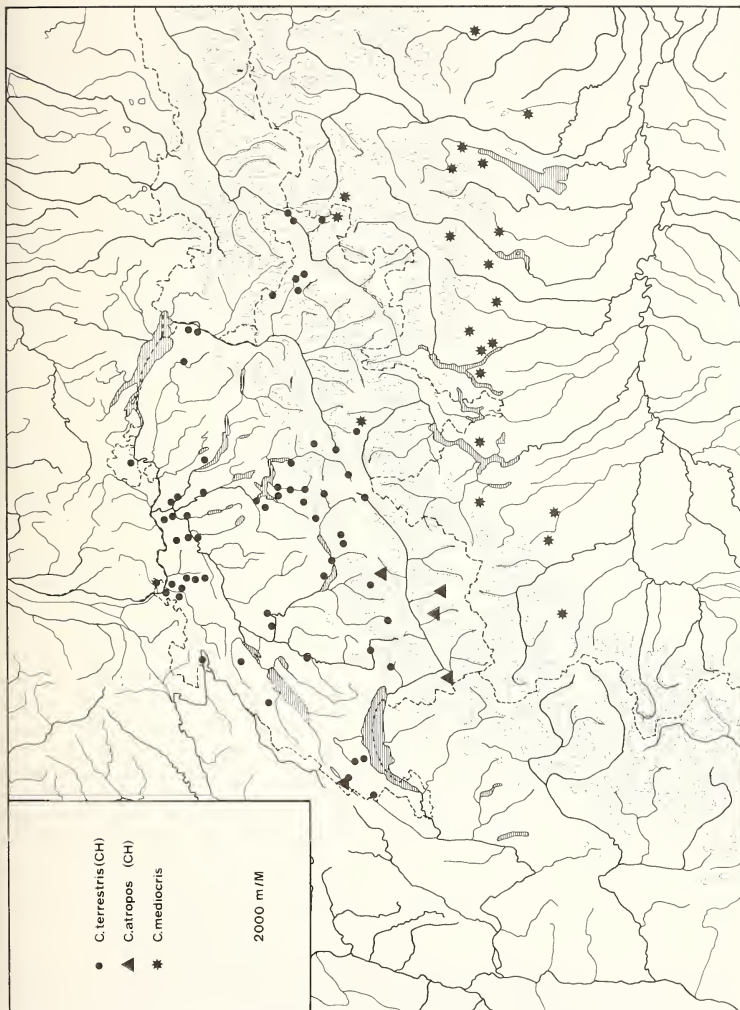 C. terrestris (CH)
C. atropos (CH)
C. mediocris
2000 m/M